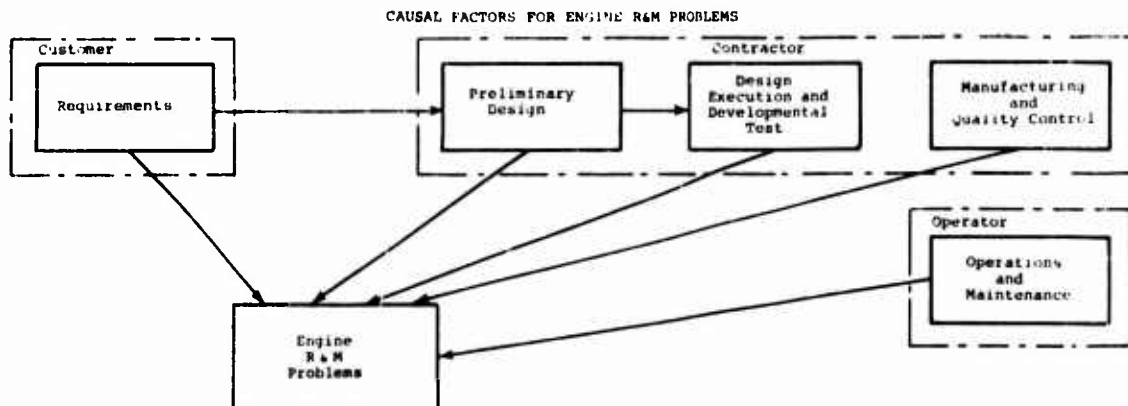 CAUSAL FACTORS FOR ENGINE R&M PROBLEMS
Customer
Requirements
Contractor
Preliminary
Design
Design
Execution and
Developmental
Test
Manufacturing
and
Quality Control
Operator
Operations
and
Maintenance
Engine
R & M
Problems